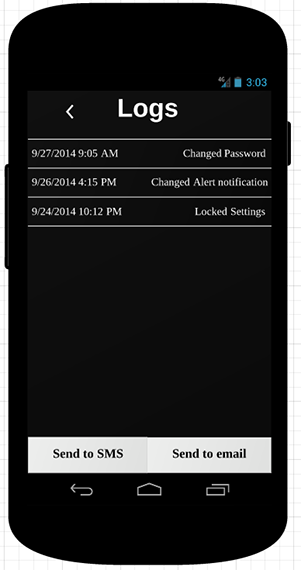 4G 3:03
Logs
9/27/2014 9:05 AM Changed Password
9/26/2014 4:15 PM Changed Alert notification
9/24/2014 10:12 PM Locked Settings
Send to SMS Send to email